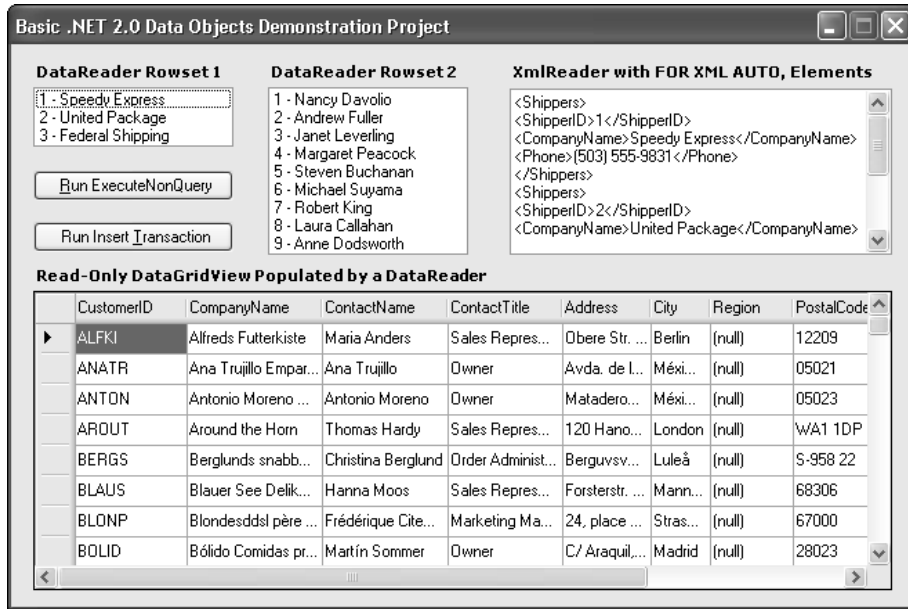 Basic .NET 2.0 Data Objects Demonstration Project
DataReader Rowset 1
1 - Speedy Express
2 - United Package
3 - Federal Shipping
Run ExecuteNonQuery
Run Insert Transaction
DataReader Rowset 2
1 - Nancy Davolio
2 - Andrew Fuller
3 - Janet Leverling
4 - Margaret Peacock
5 - Steven Buchanan
6 - Michael Suyama
7 - Robert King
8 - Laura Callahan
9 - Anne Dodsworth
XmlReader with FOR XML AUTO, Elements
<Shippers>
<ShipperID>1</ShipperID>
<CompanyName>Speedy Express</CompanyName>
<Phone>(503) 555-9831</Phone>
</Shippers>
<Shippers>
<ShipperID>2</ShipperID>
<CompanyName>United Package</CompanyName>
Read-Only DataGridView Populated by a DataReader
CustomerID CompanyName ContactName ContactTitle Address City Region PostalCode
ALFKI Alfreds Futterkiste Maria Anders Sales Repres... Obere Str. ... Berlin (null) 12209
ANATR Ana Trujillo Empar... Ana Trujillo Owner Avda. de l... Méxi... (null) 05021
ANTON Antonio Moreno ... Antonio Moreno Owner Matadero... Méxi... (null) 05023
AROUT Around the Horn Thomas Hardy Sales Repres... 120 Hano... London (null) WA1 1DP
BERGS Berglunds snabb... Christina Berglund Order Administ... Berguvsv... Luleå (null) S-958 22
BLAUS Blauer See Delik... Hanna Moos Sales Repres... Forsterstr. ... Mann... (null) 68306
BLONP Blondesddsl père ... Frédérique Cite... Marketing Ma... 24, place ... Stras... (null) 67000
BOLID Bólido Comidas pr... Martín Sommer Owner C/ Araquil,... Madrid (null) 28023